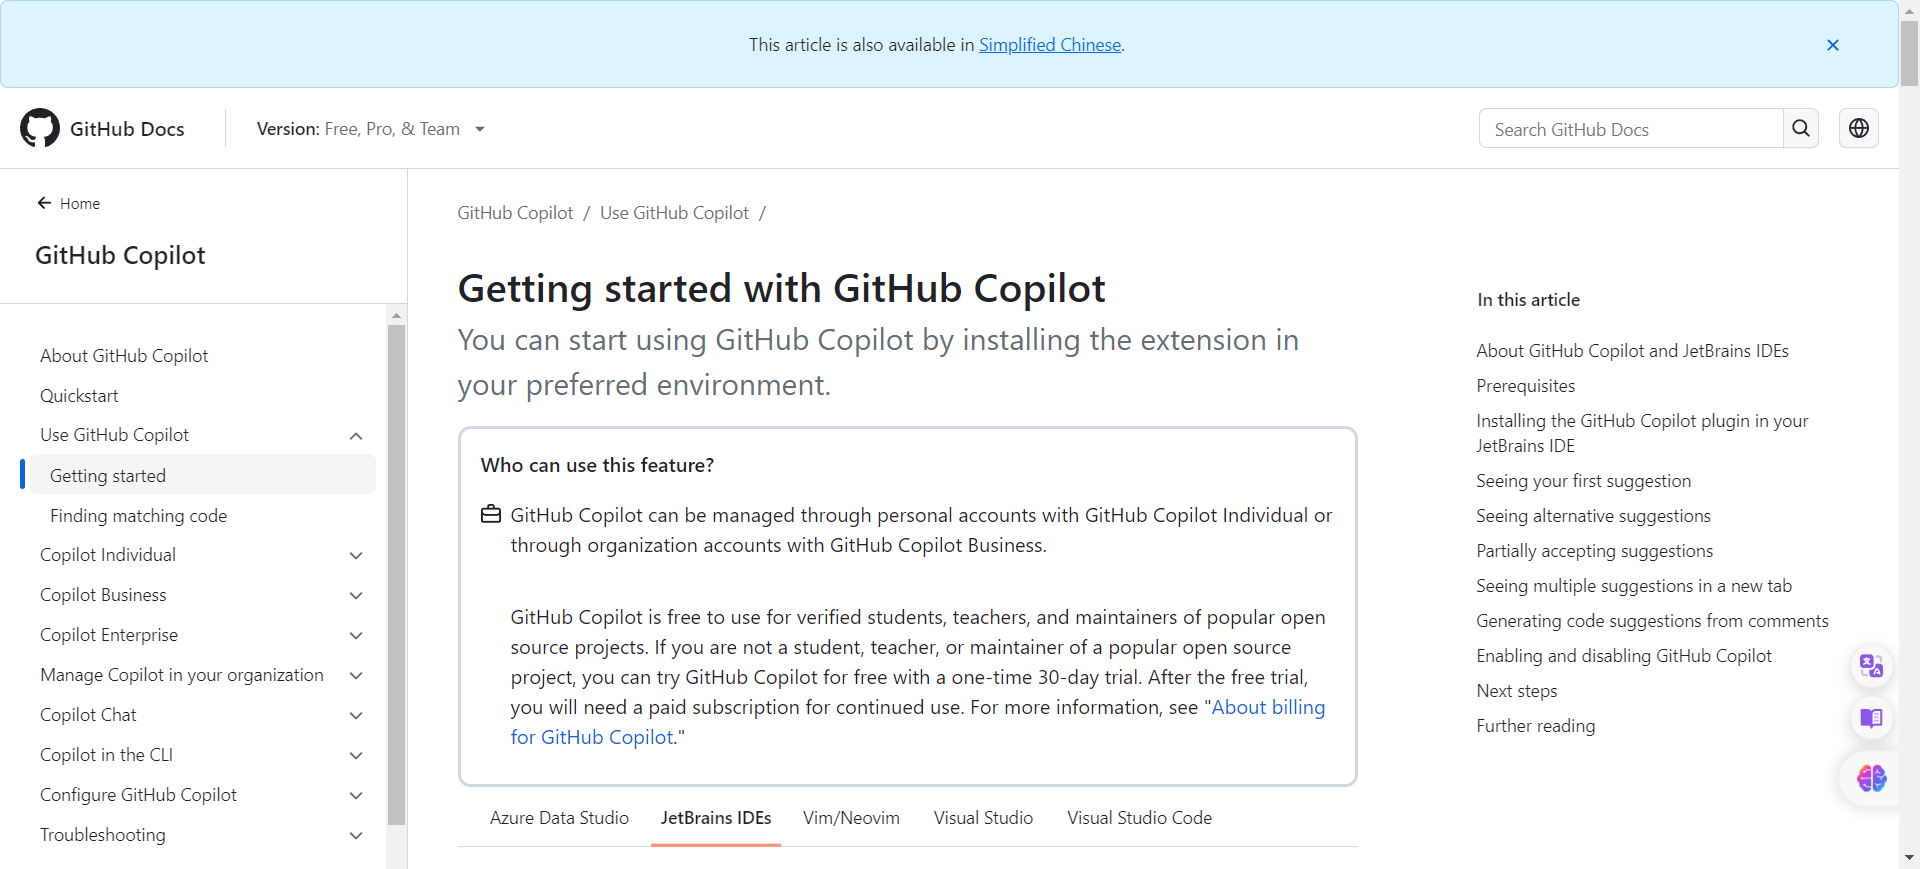 This article is also available in Simplified Chinese.
GitHub Docs
Version: Free, Pro, & Team
Search GitHub Docs
Home
GitHub Copilot
About GitHub Copilot
Quickstart
Use GitHub Copilot
Getting started
Finding matching code
Copilot Individual
Copilot Business
Copilot Enterprise
Manage Copilot in your organization
Copilot Chat
Copilot in the CLI
Configure GitHub Copilot
Troubleshooting
GitHub Copilot / Use GitHub Copilot /
Getting started with GitHub Copilot
You can start using GitHub Copilot by installing the extension in
your preferred environment.
Who can use this feature?
GitHub Copilot can be managed through personal accounts with GitHub Copilot Individual or
through organization accounts with GitHub Copilot Business.
GitHub Copilot is free to use for verified students, teachers, and maintainers of popular open
source projects. If you are not a student, teacher, or maintainer of a popular open source
project, you can try GitHub Copilot for free with a one-time 30-day trial. After the free trial,
you will need a paid subscription for continued use. For more information, see "About billing
for GitHub Copilot."
Azure Data Studio
JetBrains IDEs
Vim/Neovim
Visual Studio
Visual Studio Code
In this article
About GitHub Copilot and JetBrains IDEs
Prerequisites
Installing the GitHub Copilot plugin in your
JetBrains IDE
Seeing your first suggestion
Seeing alternative suggestions
Partially accepting suggestions
Seeing multiple suggestions in a new tab
Generating code suggestions from comments
Enabling and disabling GitHub Copilot
Next steps
Further reading